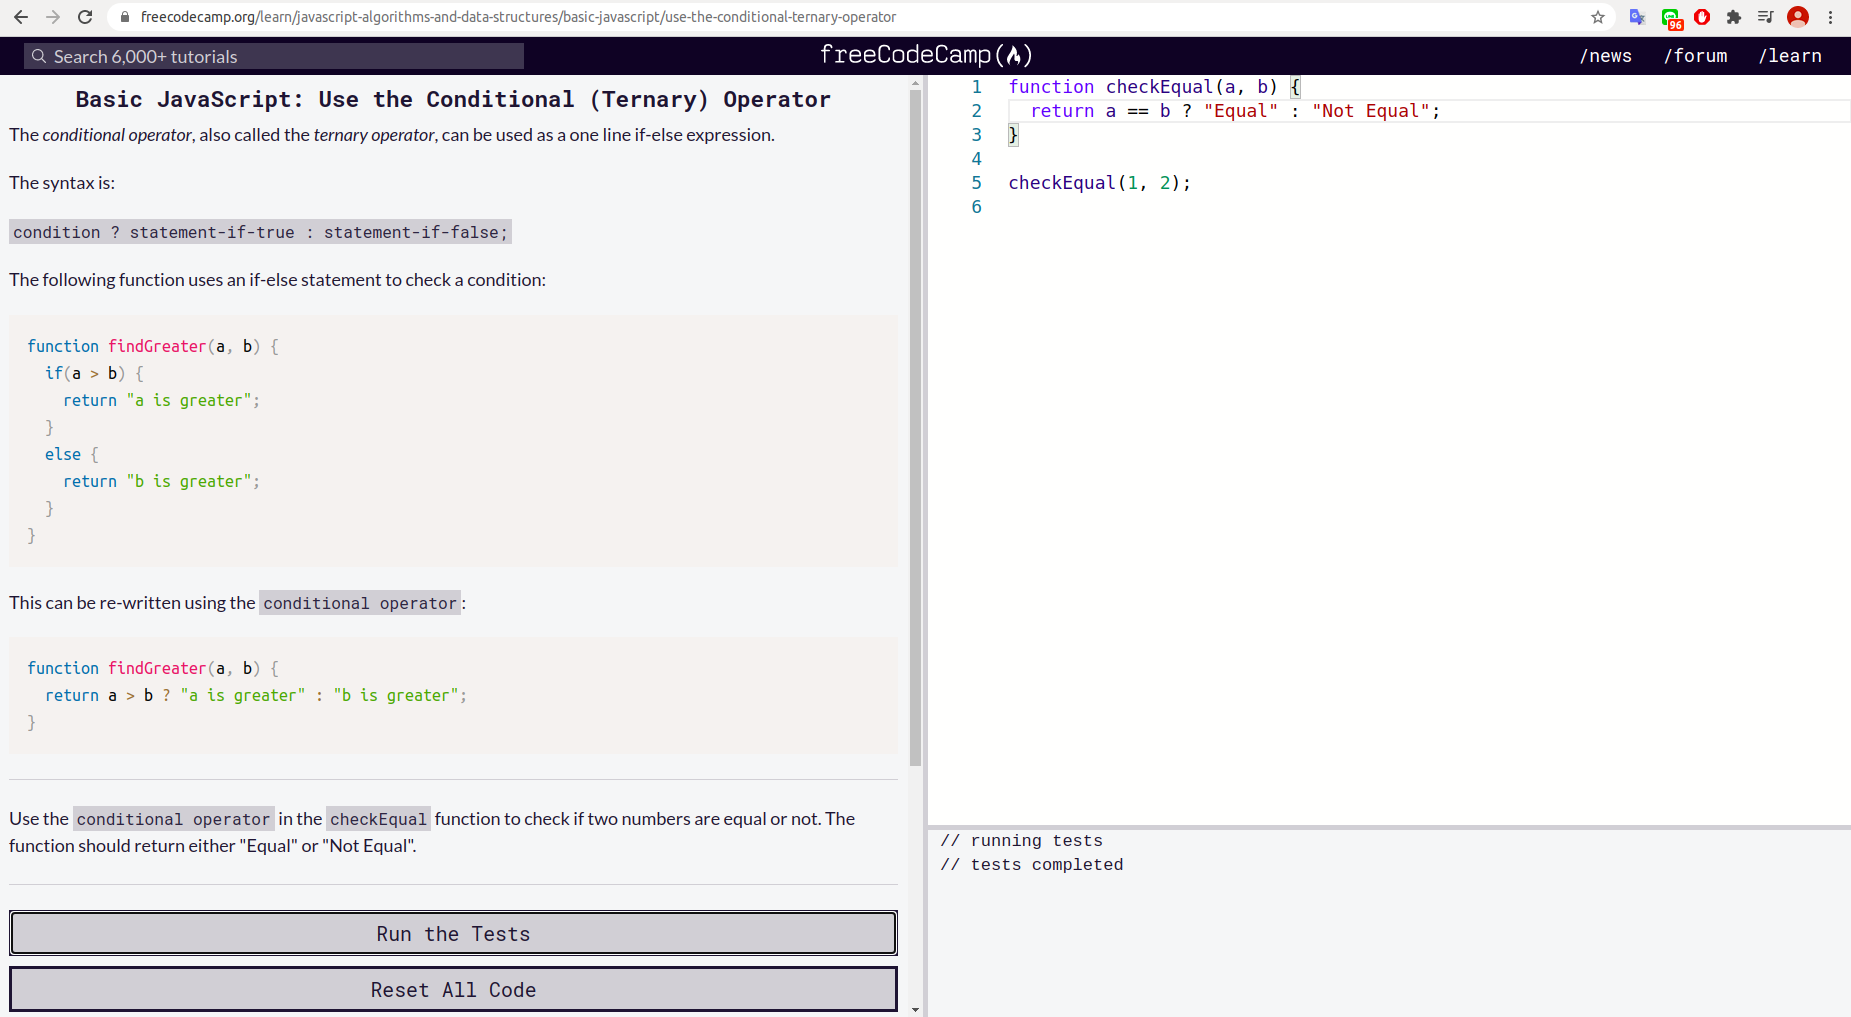 freecodecamp.org/learn/javascript-algorithms-and-data-structures/basic-javascript/use-the-conditional-ternary-operator
96
Search 6,000+ tutorials
freeCodeCamp
/news /forum /learn
Basic JavaScript: Use the Conditional (Ternary) Operator
The conditional operator, also called the ternary operator, can be used as a one line if-else expression.
The syntax is:
condition ? statement-if-true : statement-if-false;
The following function uses an if-else statement to check a condition:
function findGreater(a, b) {
  if(a > b) {
    return "a is greater";
  }
  else {
    return "b is greater";
  }
}
This can be re-written using the conditional operator:
function findGreater(a, b) {
  return a > b ? "a is greater" : "b is greater";
}
Use the conditional operator in the checkEqual function to check if two numbers are equal or not. The
function should return either "Equal" or "Not Equal".
Run the Tests
Reset All Code
1 function checkEqual(a, b) {
2   return a == b ? "Equal" : "Not Equal";
3 }
4
5 checkEqual(1, 2);
6
// running tests
// tests completed